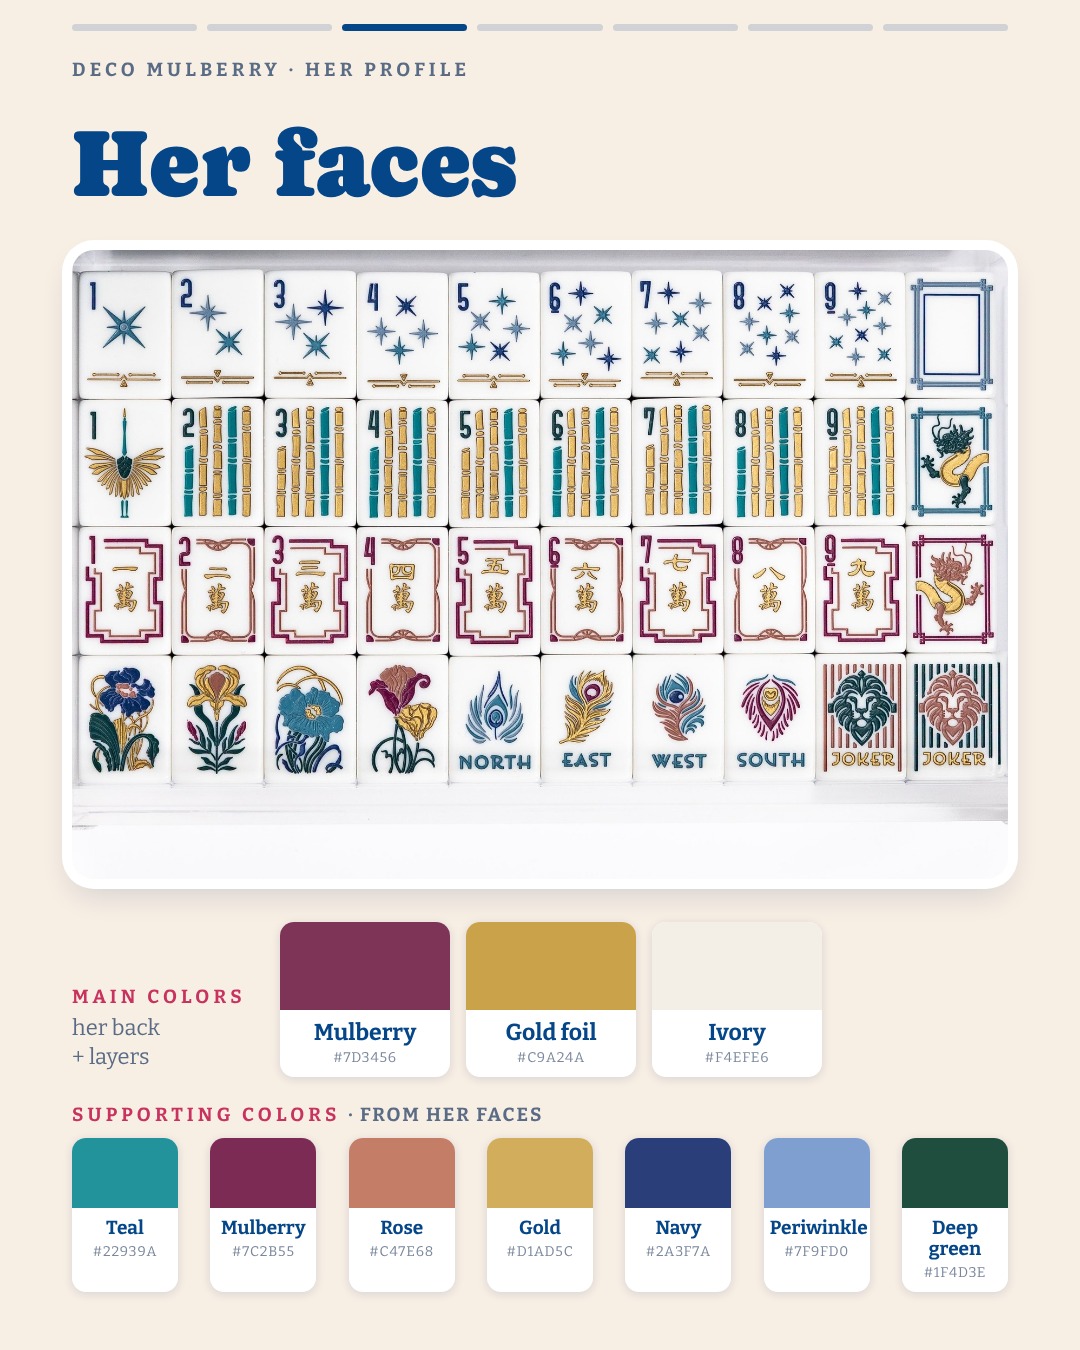 DECO MULBERRY · HER PROFILE
Her faces
1 2 3 4 5 6 7 8 9
1 2 3 4 5 6 7 8 9
1 2 3 4 5 6 7 8 9
一 二 三 四 五 六 七 八 九
萬 萬 萬 萬 萬 萬 萬 萬 萬
NORTH EAST WEST SOUTH JOKER JOKER
MAIN COLORS
her back
+ layers
Mulberry Gold foil Ivory
#7D3456 #C9A24A #F4EFE6
SUPPORTING COLORS · FROM HER FACES
Teal Mulberry Rose Gold Navy Periwinkle Deep green
#22939A #7C2B55 #C47E68 #D1AD5C #2A3F7A #7F9FD0 #1F4D3E